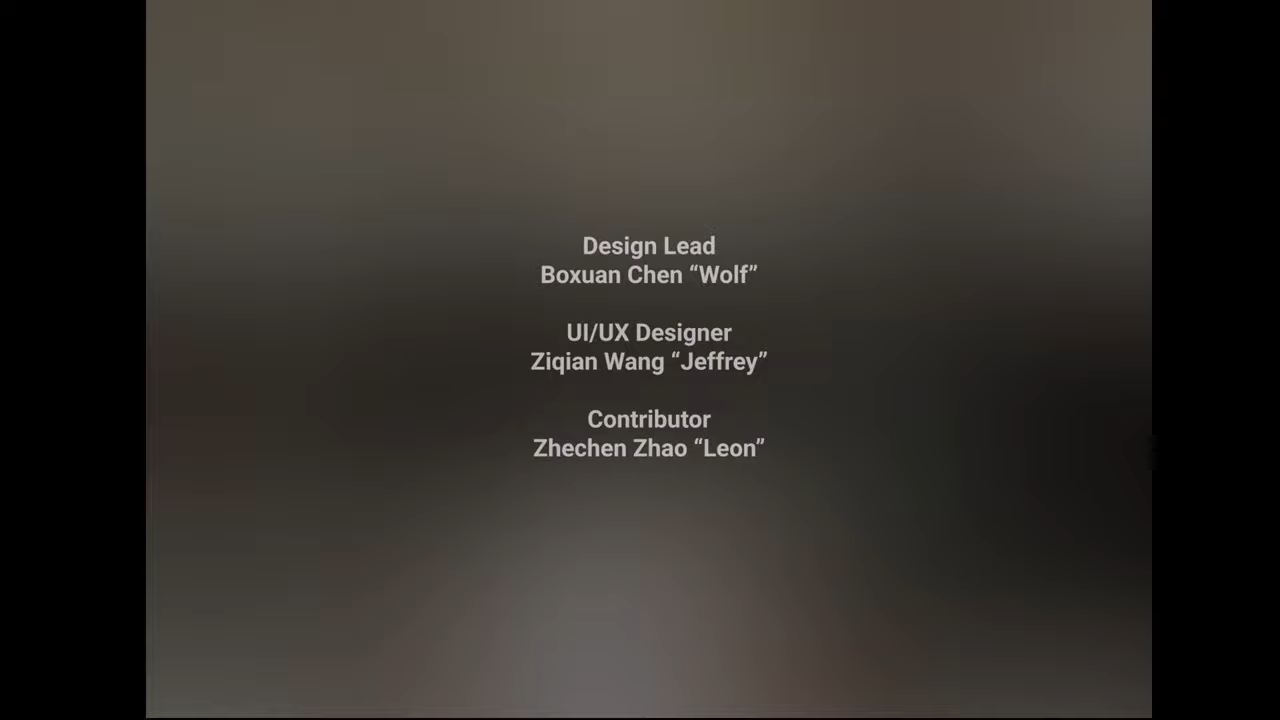 Design Lead
Boxuan Chen “Wolf”
UI/UX Designer
Ziqian Wang “Jeffrey”
Contributor
Zhechen Zhao “Leon”